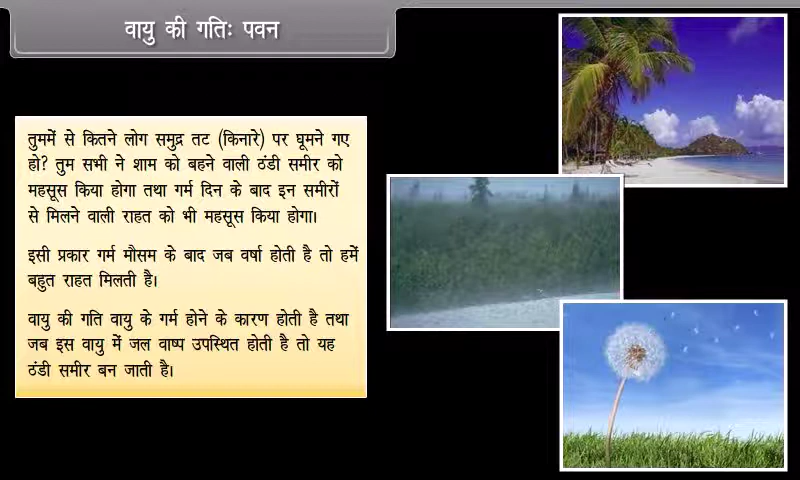 वायु की गतिः पवन
तुममें से कितने लोग समुद्र तट (किनारे) पर घूमने गए
हो? तुम सभी ने शाम को बहने वाली ठंडी समीर को
महसूस किया होगा तथा गर्म दिन के बाद इन समीरों
से मिलने वाली राहत को भी महसूस किया होगा।
इसी प्रकार गर्म मौसम के बाद जब वर्षा होती है तो हमें
बहुत राहत मिलती है।
वायु की गति वायु के गर्म होने के कारण होती है तथा
जब इस वायु में जल वाष्प उपस्थित होती है तो यह
ठंडी समीर बन जाती है।